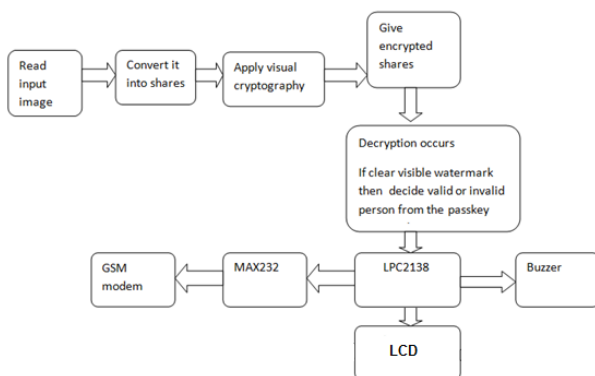 Read
input
image
Convert it
into shares
Apply visual
cryptography
Give
encrypted
shares
Decryption occurs
If clear visible watermark
then decide valid or invalid
person from the passkey
GSM
modem
MAX232
LPC2138
Buzzer
LCD